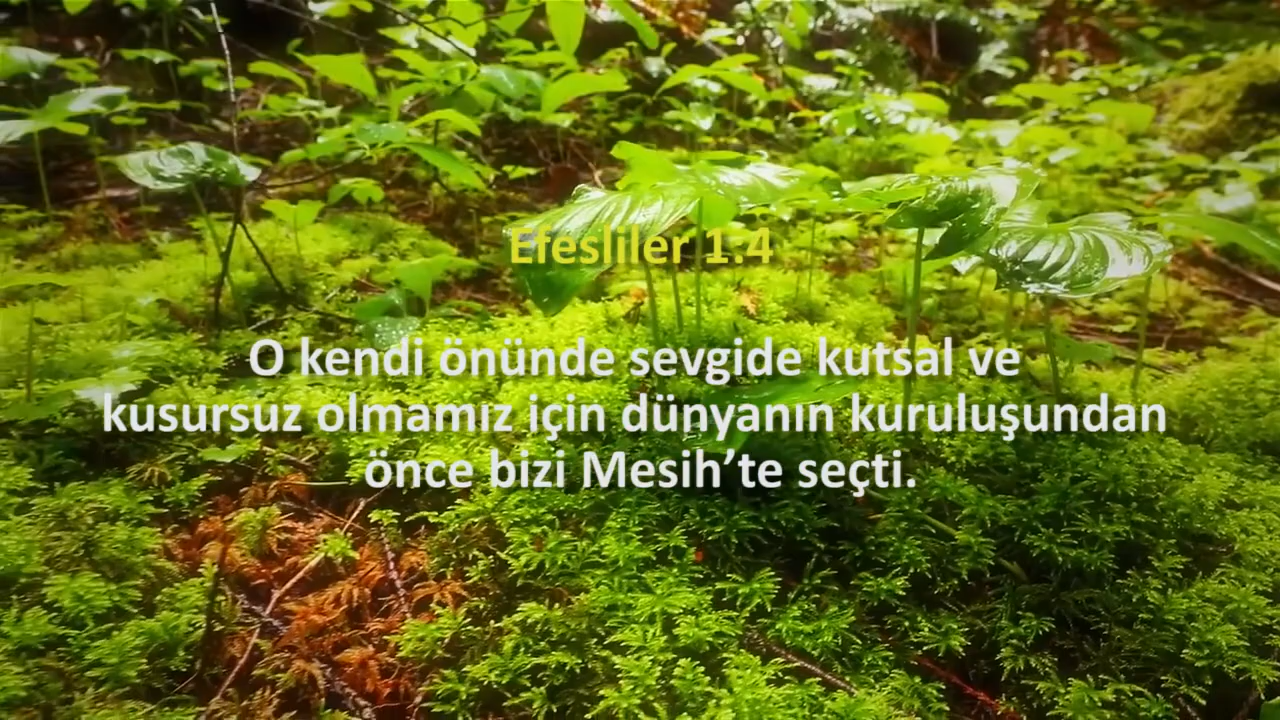 Efesliler 1:4
O kendi önünde sevgide kutsal ve
kusursuz olmamız için dünyanın kuruluşundan
önce bizi Mesih’te seçti.